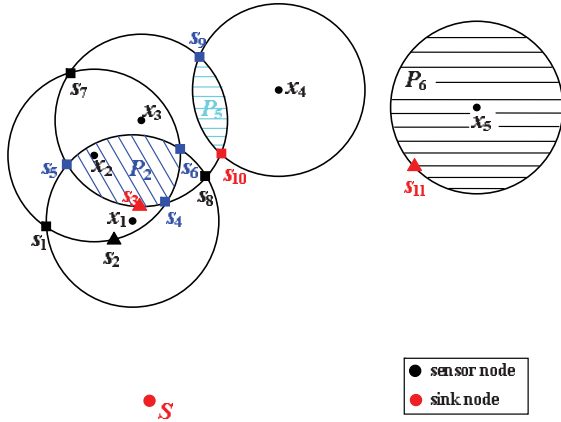 s9
s7
x3
x4
P5
P6
x5
x2
P2
s5
s6
s10
s11
s3
s8
x1
s4
s1
s2
S
sensor node
sink node